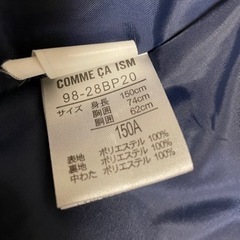 COMME ÇA ISM
98-28BP20
サイズ 身長 150cm
胸囲 74cm
胴囲 62cm
150A
表地 ポリエステル 100%
裏地 ポリエステル 100%
中わた ポリエステル 100%